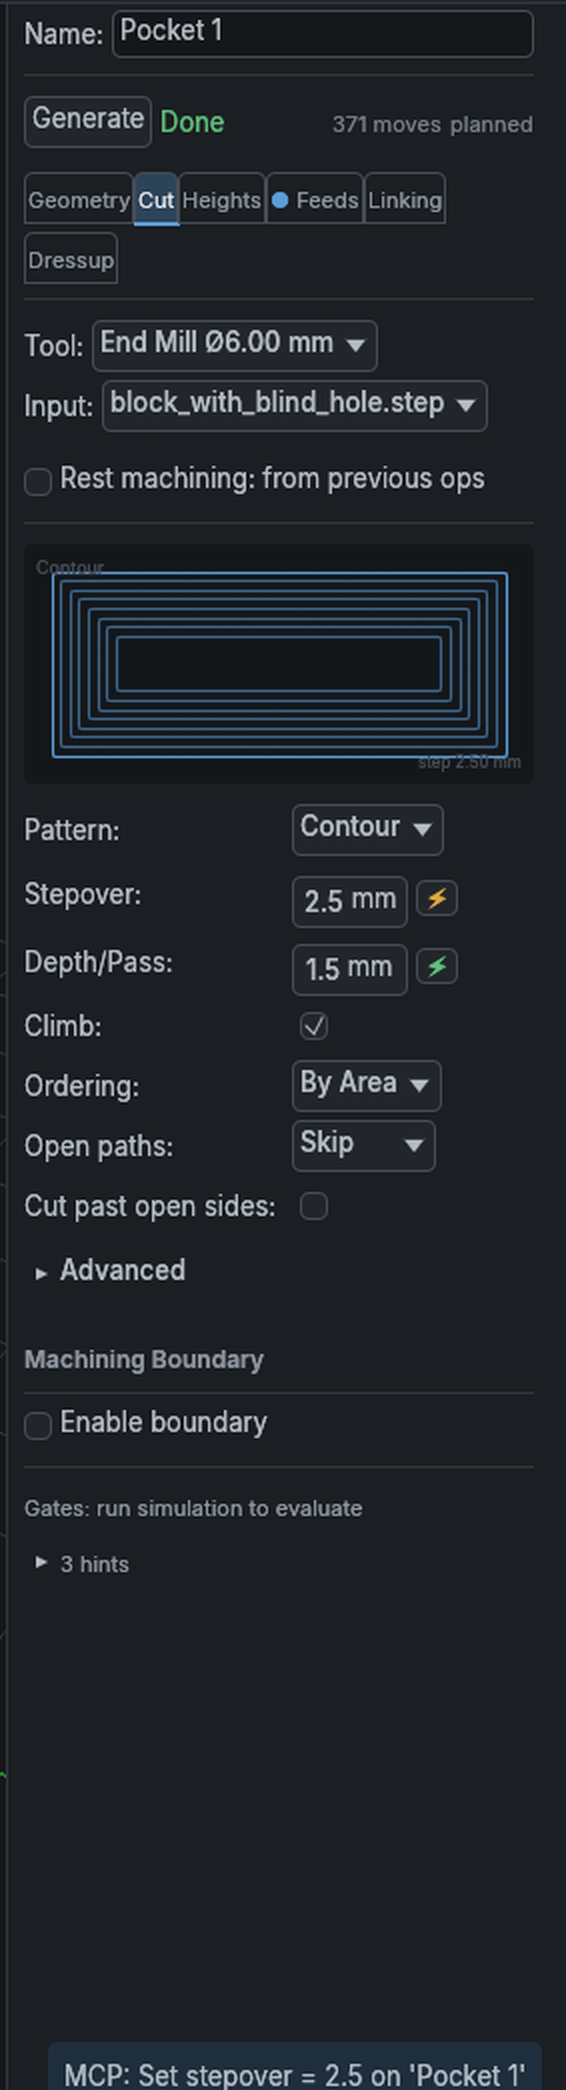 Name: Pocket 1
Generate Done 371 moves planned
Geometry Cut Heights Feeds Linking
Dressup
Tool: End Mill Ø6.00 mm
Input: block_with_blind_hole.step
Rest machining: from previous ops
Contour
step 2.50 mm
Pattern: Contour
Stepover: 2.5 mm
Depth/Pass: 1.5 mm
Climb:
Ordering: By Area
Open paths: Skip
Cut past open sides:
Advanced
Machining Boundary
Enable boundary
Gates: run simulation to evaluate
3 hints
MCP: Set stepover = 2.5 on 'Pocket 1'